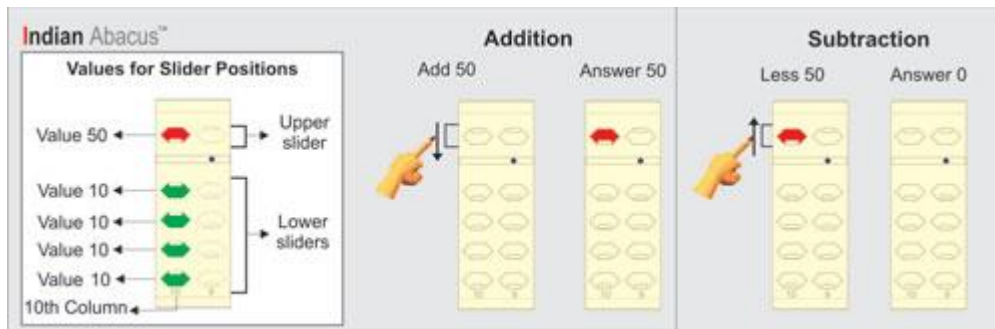 Indian Abacus™
Values for Slider Positions
Value 50
Upper
slider
Value 10
Value 10
Value 10
Value 10
Lower
sliders
10th Column
Addition
Add 50
Answer 50
Subtraction
Less 50
Answer 0